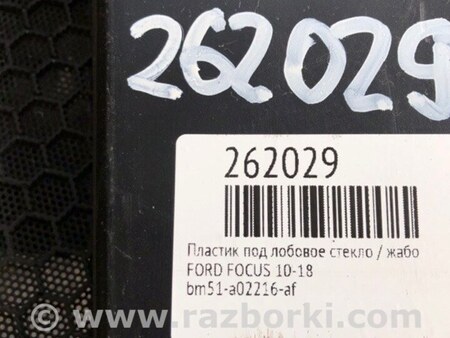 262029
262029
Пластик под лобовое стекло / жабо
FORD FOCUS 10-18
bm51-a02216-af
© www.razborki.com